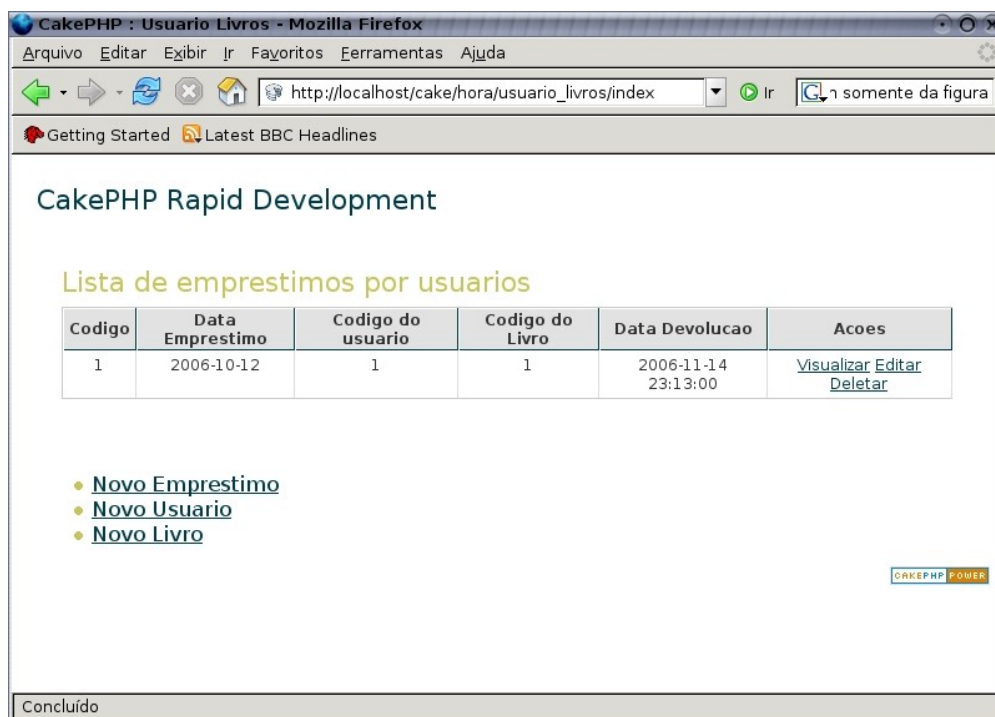 CakePHP : Usuario Livros - Mozilla Firefox
Arquivo Editar Exibir Ir Favoritos Ferramentas Ajuda
http://localhost/cake/hora/usuario_livros/index Ir somente da figura
Getting Started Latest BBC Headlines
CakePHP Rapid Development
Lista de emprestimos por usuarios
Codigo Data Emprestimo Codigo do usuario Codigo do Livro Data Devolucao Acoes
1 2006-10-12 1 1 2006-11-14 23:13:00 Visualizar Editar Deletar
Novo Emprestimo
Novo Usuario
Novo Livro
CAKEPHP POWER
Concluído